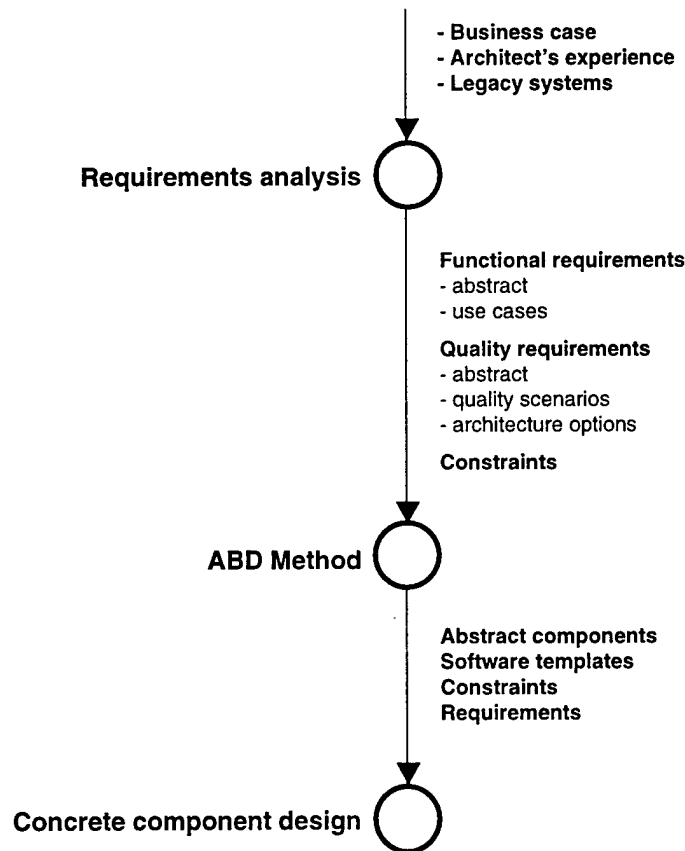 - Business case
- Architect's experience
- Legacy systems
Requirements analysis
Functional requirements
- abstract
- use cases
Quality requirements
- abstract
- quality scenarios
- architecture options
Constraints
ABD Method
Abstract components
Software templates
Constraints
Requirements
Concrete component design